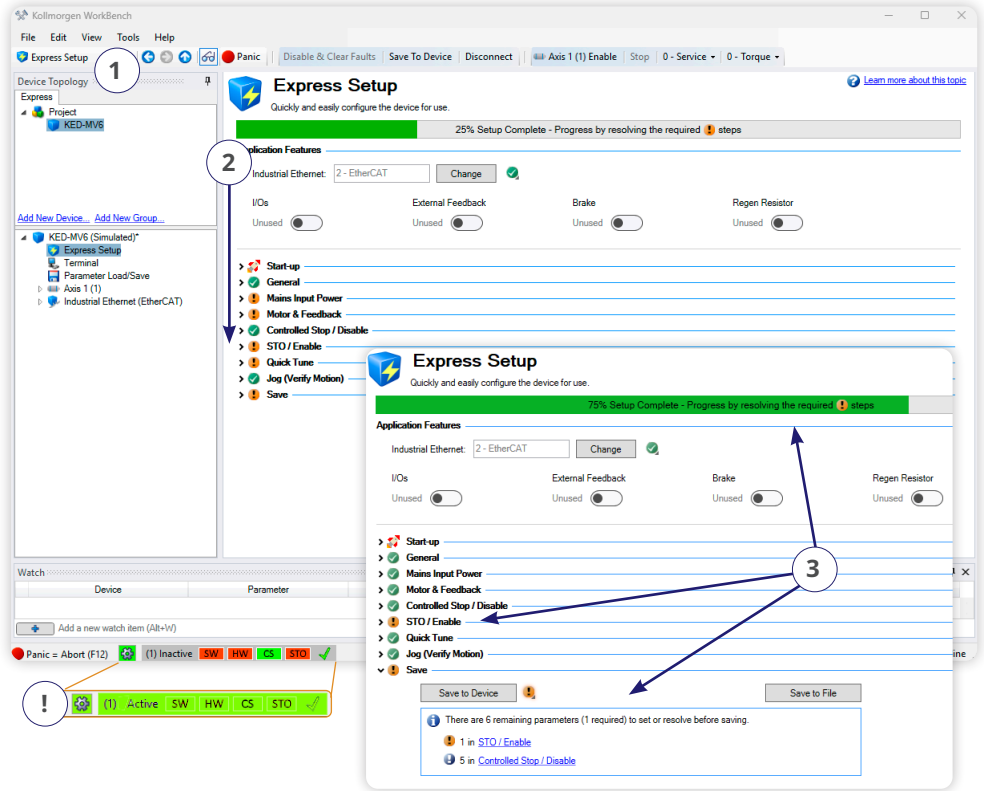 Kollmorgen WorkBench
File Edit View Tools Help
Express Setup
Panic
Disable & Clear Faults Save To Device Disconnect
Axis 1 (1) Enable Stop 0 - Service 0 - Torque
1
Device Topology
Express
Project
KED-MV6
Add New Device... Add New Group...
KED-MV6 (Simulated)*
Express Setup
Terminal
Parameter Load/Save
Axis 1 (1)
Industrial Ethernet (EtherCAT)
Express Setup
Quickly and easily configure the device for use.
Learn more about this topic
25% Setup Complete - Progress by resolving the required ! steps
2
plication Features
Industrial Ethernet: 2 - EtherCAT Change
I/Os External Feedback Brake Regen Resistor
Unused Unused Unused Unused
Start-up
General
Mains Input Power
Motor & Feedback
Controlled Stop / Disable
STO / Enable
Quick Tune
Jog (Verify Motion)
Save
Express Setup
Quickly and easily configure the device for use.
75% Setup Complete - Progress by resolving the required ! steps
Application Features
Industrial Ethernet: 2 - EtherCAT Change
I/Os External Feedback Brake Regen Resistor
Unused Unused Unused Unused
3
Start-up
General
Mains Input Power
Motor & Feedback
Controlled Stop / Disable
STO / Enable
Quick Tune
Jog (Verify Motion)
Save
Save to Device ! Save to File
There are 6 remaining parameters (1 required) to set or resolve before saving.
1 in STO / Enable
5 in Controlled Stop / Disable
Watch
Device Parameter
Add a new watch item (Alt+W)
Panic = Abort (F12) (1) Inactive SW HW CS STO
ine
! (1) Active SW HW CS STO